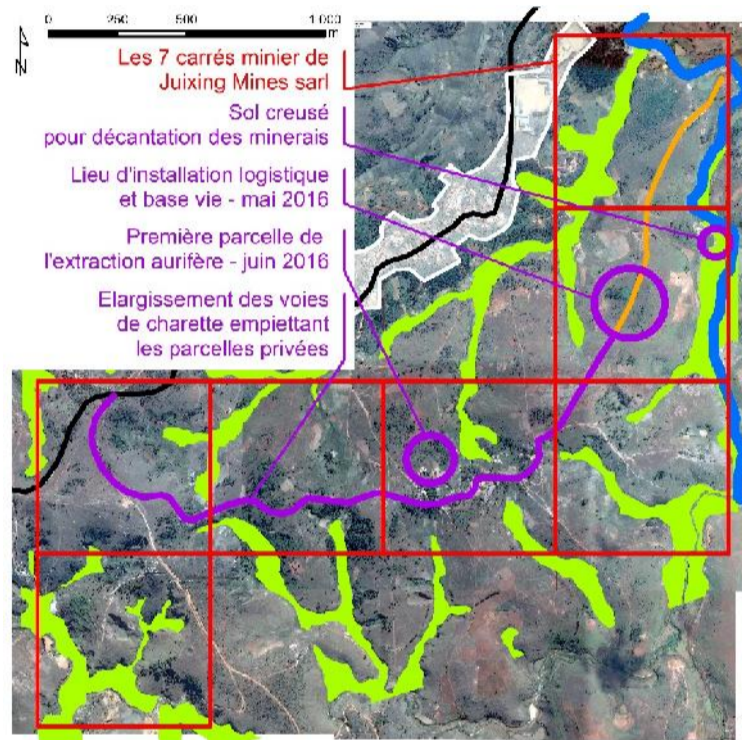 0 250 500 1.000
m
N
Les 7 carrés minier de
Juixing Mines sarl
Sol creusé
pour décantation des minerais
Lieu d'installation logistique
et base vie - mai 2016
Première parcelle de
l'extraction aurifère - juin 2016
Elargissement des voies
de charette empiettant
les parcelles privées